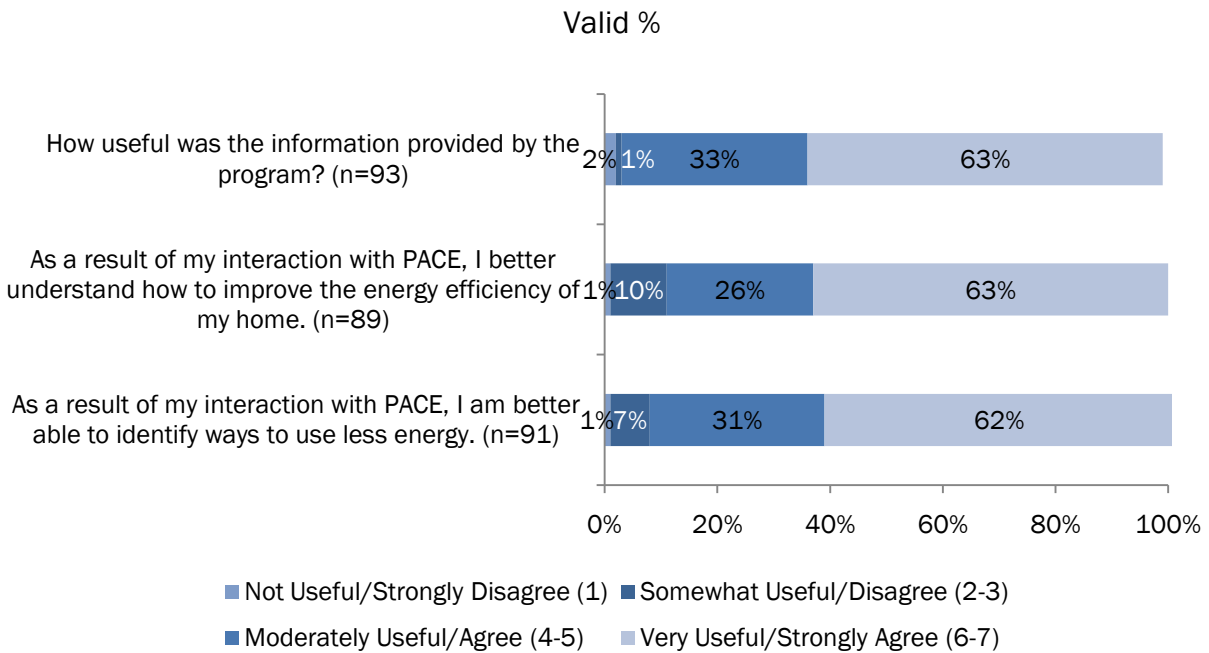 Valid %
How useful was the information provided by the
program? (n=93)
2% 1% 33% 63%
As a result of my interaction with PACE, I better
understand how to improve the energy efficiency of
my home. (n=89)
1% 10% 26% 63%
As a result of my interaction with PACE, I am better
able to identify ways to use less energy. (n=91)
1% 7% 31% 62%
0% 20% 40% 60% 80% 100%
Not Useful/Strongly Disagree (1) Somewhat Useful/Disagree (2-3)
Moderately Useful/Agree (4-5) Very Useful/Strongly Agree (6-7)